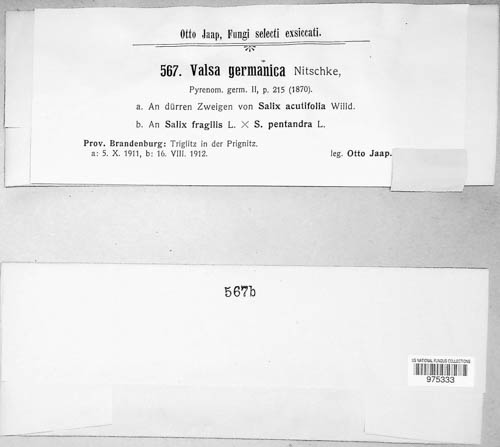 Otto Jaap, Fungi selecti exsiccati.
567. Valsa germanica Nitschke,
Pyrenom. germ. II, p. 215 (1870).
a. An dürren Zweigen von Salix acutifolia Willd.
b. An Salix fragilis L. × S. pentandra L.
Prov. Brandenburg: Triglitz in der Prignitz.
a: 5. X. 1911, b: 16. VIII. 1912. leg. Otto Jaap.
567b
US NATIONAL FUNGUS COLLECTIONS
975333